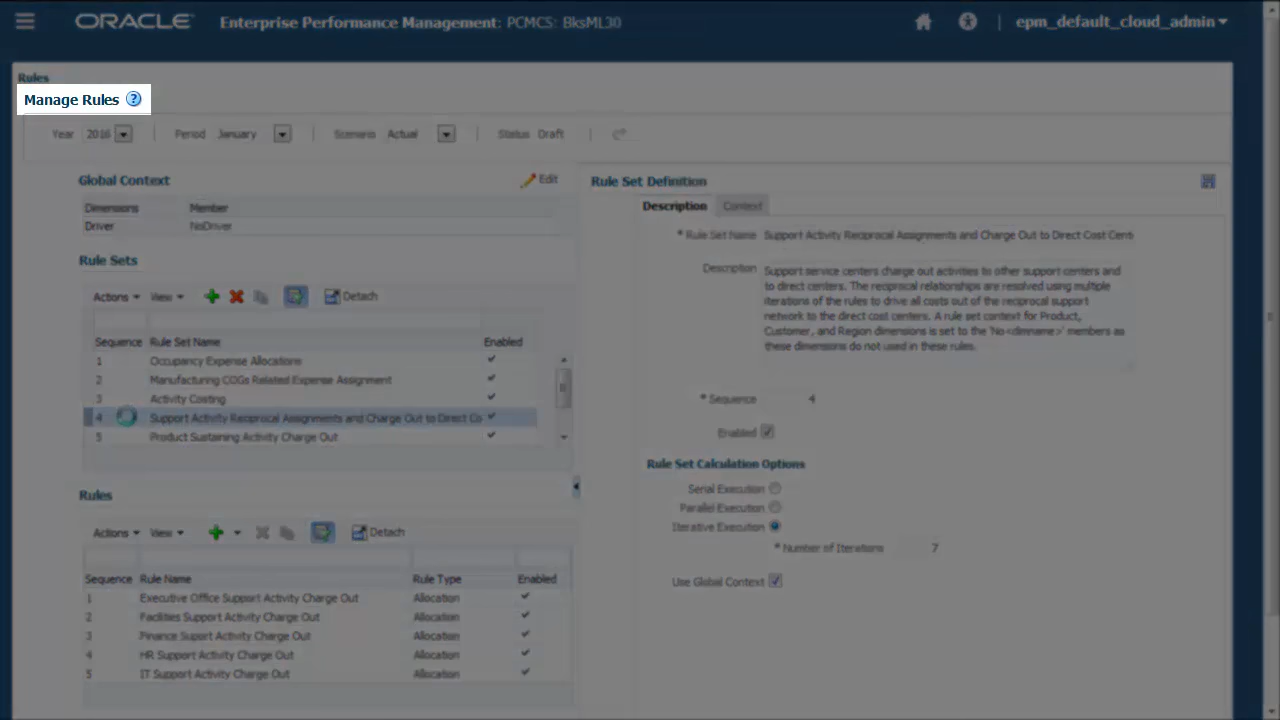 ORACLE Enterprise Performance Management: PCMCS: BksML30 epm_default_cloud_admin
Rules
Manage Rules ?
Year 2016 Period January Scenario Actual Status Draft
Global Context Edit
Dimensions Member
Driver NoDriver
Rule Sets
Actions View Detach
Sequence Rule Set Name Enabled
1 Occupancy Expense Allocations
2 Manufacturing COGs Related Expense Assignment
3 Activity Costing
4 Support Activity Reciprocal Assignments and Charge Out to Direct Co
5 Product Sustaining Activity Charge Out
Rules
Actions View Detach
Sequence Rule Name Rule Type Enabled
1 Executive Office Support Activity Charge Out Allocation
2 Facilities Support Activity Charge Out Allocation
3 Finance Suport Activity Charge Out Allocation
4 HR Support Activity Charge Out Allocation
5 IT Support Activity Charge Out Allocation
Rule Set Definition
Description Context
* Rule Set Name Support Activity Reciprocal Assignments and Charge Out to Direct Cost Cent
Description Support service centers charge out activities to other support centers and
to direct centers. The reciprocal relationships are resolved using multiple
iterations of the rules to drive all costs out of the reciprocal support
network to the direct cost centers. A rule set context for Product,
Customer, and Region dimensions is set to the 'No<dimname>' members as
these dimensions do not used in these rules.
* Sequence 4
Enabled
Rule Set Calculation Options
Serial Execution
Parallel Execution
Iterative Execution
* Number of Iterations 7
Use Global Context